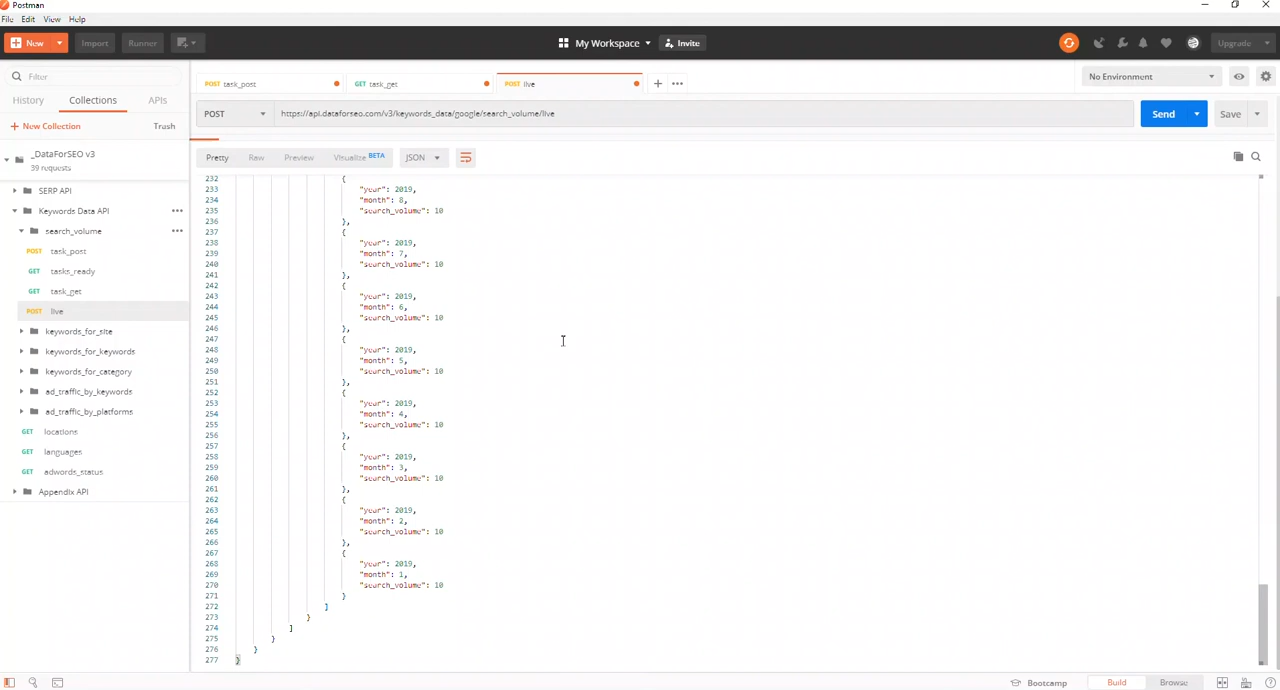 Postman
File Edit View Help
New Import Runner My Workspace Invite Upgrade
Filter
History Collections APIs
New Collection Trash
_DataForSEO v3
39 requests
SERP API
Keywords Data API
search_volume
POST task_post
GET tasks_ready
GET task_get
POST live
keywords_for_site
keywords_for_keywords
keywords_for_category
ad_traffic_by_keywords
ad_traffic_by_platforms
GET locations
GET languages
GET adwords_status
Appendix API
POST task_post GET task_get POST live No Environment
POST https://api.dataforseo.com/v3/keywords_data/google/search_volume/live Send Save
Pretty Raw Preview Visualize BETA JSON
232 {
233 "year": 2019,
234 "month": 8,
235 "search_volume": 10
236 },
237 {
238 "year": 2019,
239 "month": 7,
240 "search_volume": 10
241 },
242 {
243 "year": 2019,
244 "month": 6,
245 "search_volume": 10
246 },
247 {
248 "year": 2019,
249 "month": 5,
250 "search_volume": 10
251 },
252 {
253 "year": 2019,
254 "month": 4,
255 "search_volume": 10
256 },
257 {
258 "year": 2019,
259 "month": 3,
260 "search_volume": 10
261 },
262 {
263 "year": 2019,
264 "month": 2,
265 "search_volume": 10
266 },
267 {
268 "year": 2019,
269 "month": 1,
270 "search_volume": 10
271 }
272 ]
273 }
274 ]
275 }
276 }
277 }
Bootcamp Build Browse